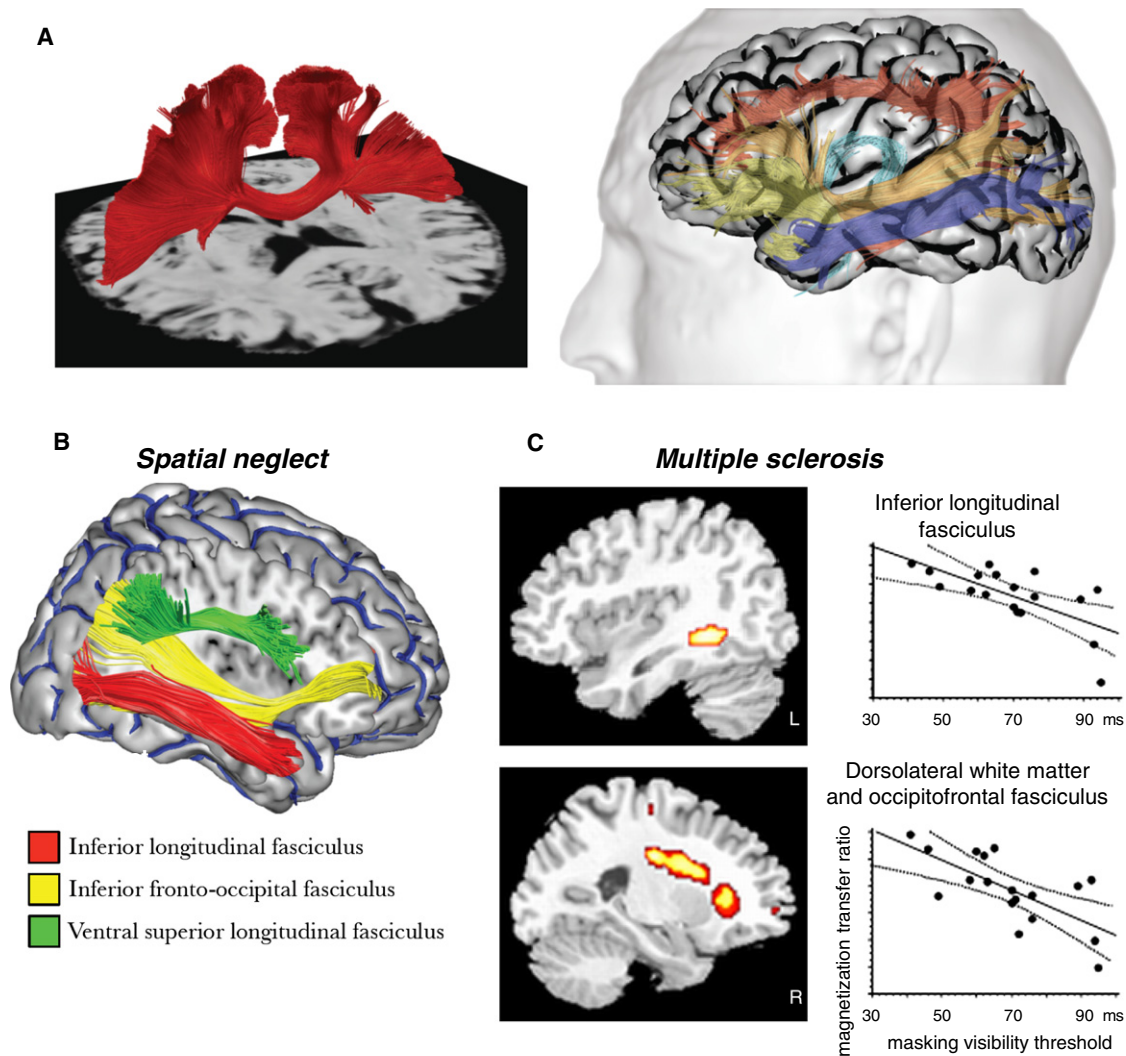 A
B
Spatial neglect
Inferior longitudinal fasciculus
Inferior fronto-occipital fasciculus
Ventral superior longitudinal fasciculus
C
Multiple sclerosis
L
Inferior longitudinal
fasciculus
30 50 70 90 ms
R
Dorsolateral white matter
and occipitofrontal fasciculus
magnetization transfer ratio
30 50 70 90 ms
masking visibility threshold